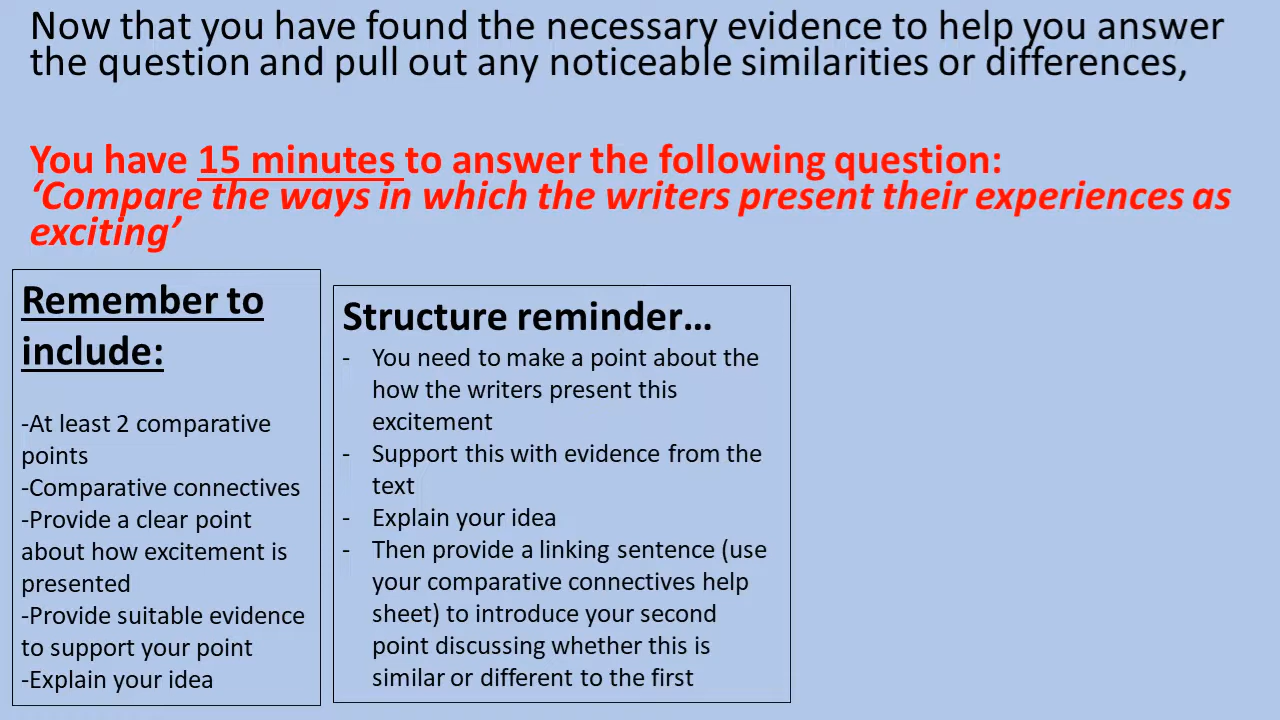 Now that you have found the necessary evidence to help you answer
the question and pull out any noticeable similarities or differences,
You have 15 minutes to answer the following question:
‘Compare the ways in which the writers present their experiences as
exciting’
Remember to
include:
-At least 2 comparative
points
-Comparative connectives
-Provide a clear point
about how excitement is
presented
-Provide suitable evidence
to support your point
-Explain your idea
Structure reminder…
- You need to make a point about the
how the writers present this
excitement
- Support this with evidence from the
text
- Explain your idea
- Then provide a linking sentence (use
your comparative connectives help
sheet) to introduce your second
point discussing whether this is
similar or different to the first